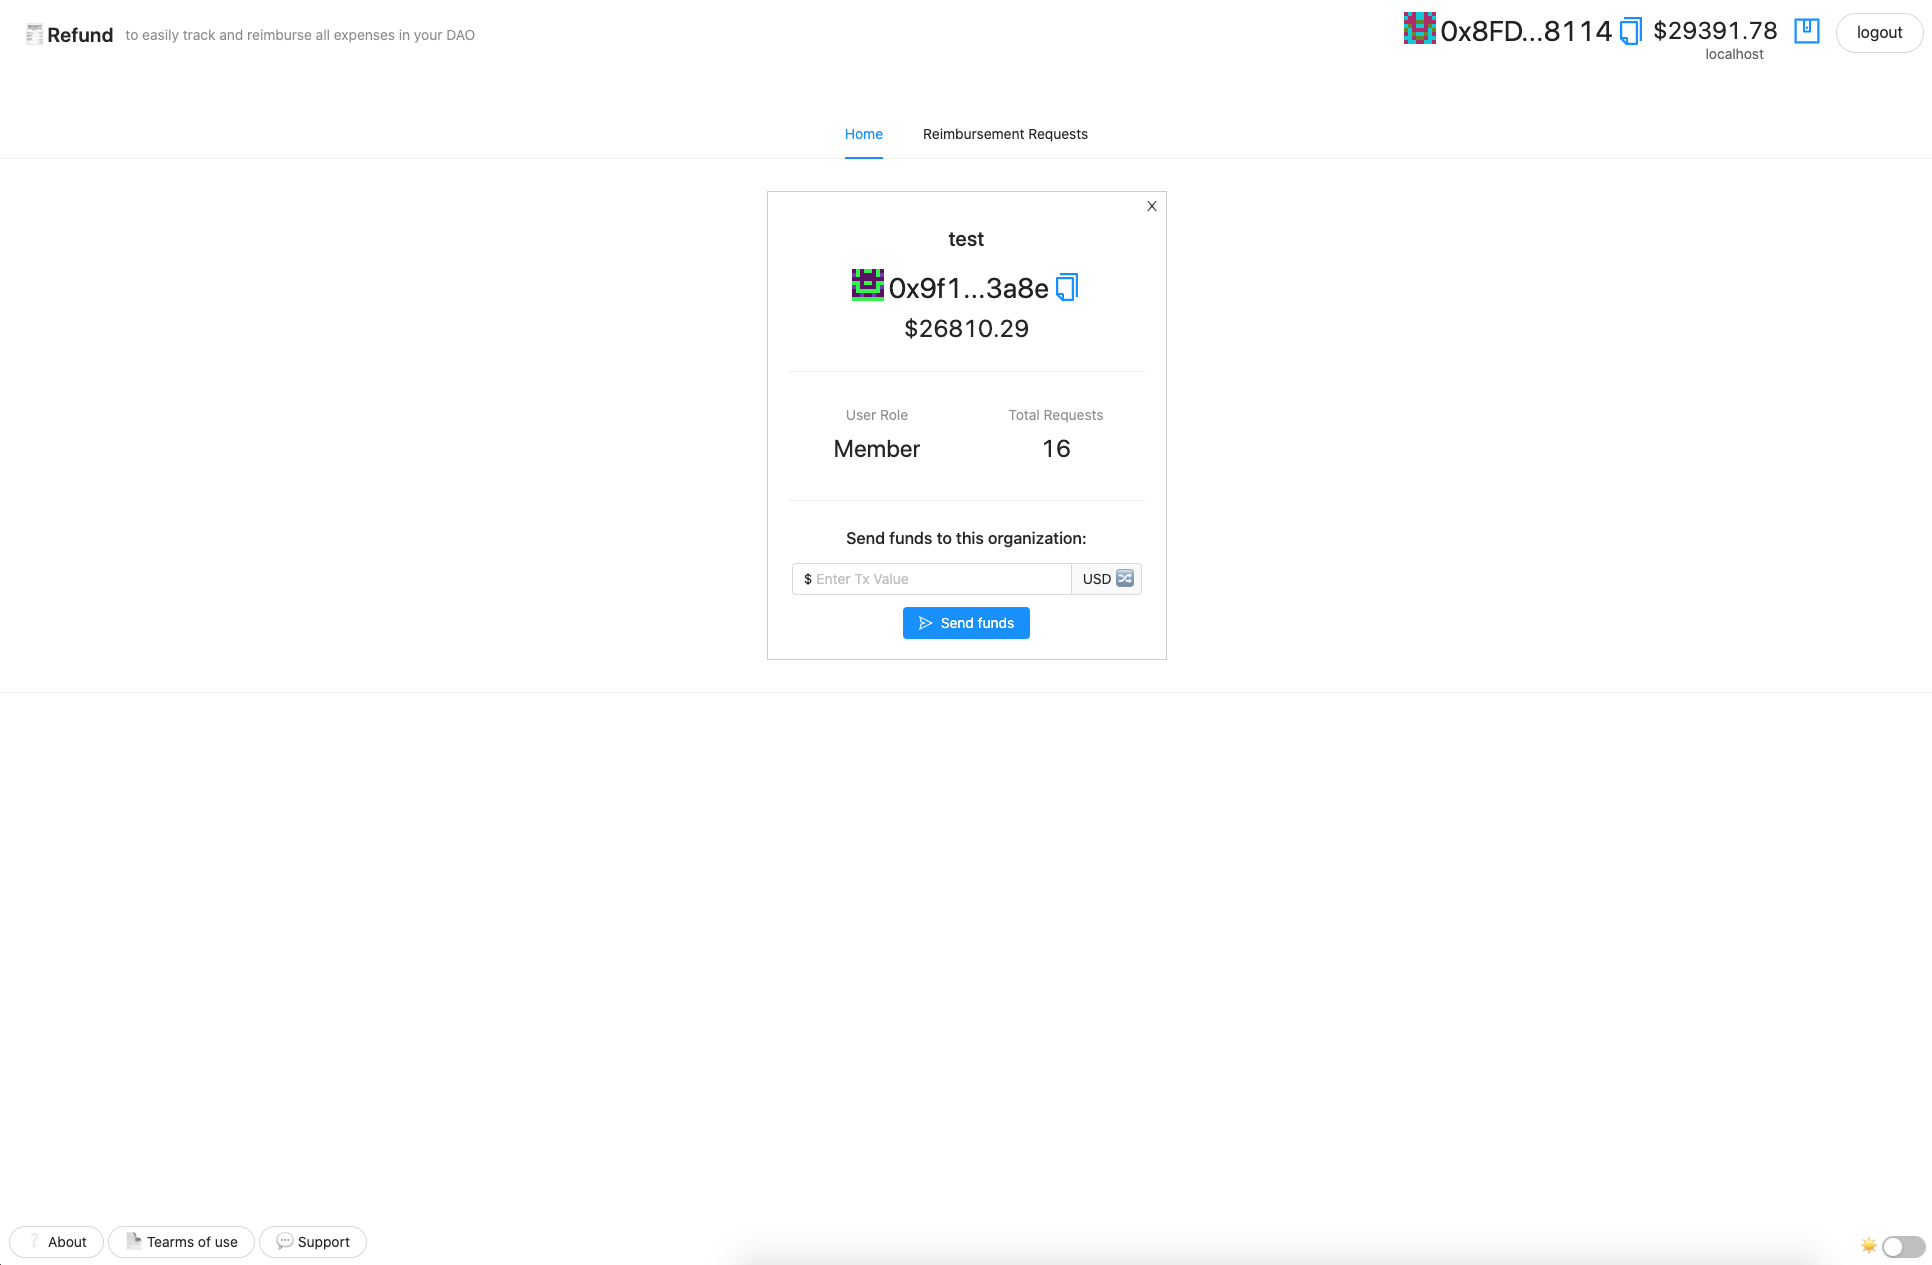 Refund to easily track and reimburse all expenses in your DAO
0x8FD...8114 $29391.78 logout
localhost
Home Reimbursement Requests
X
test
0x9f1...3a8e
$26810.29
User Role Total Requests
Member 16
Send funds to this organization:
$ Enter Tx Value USD
Send funds
About Tearms of use Support